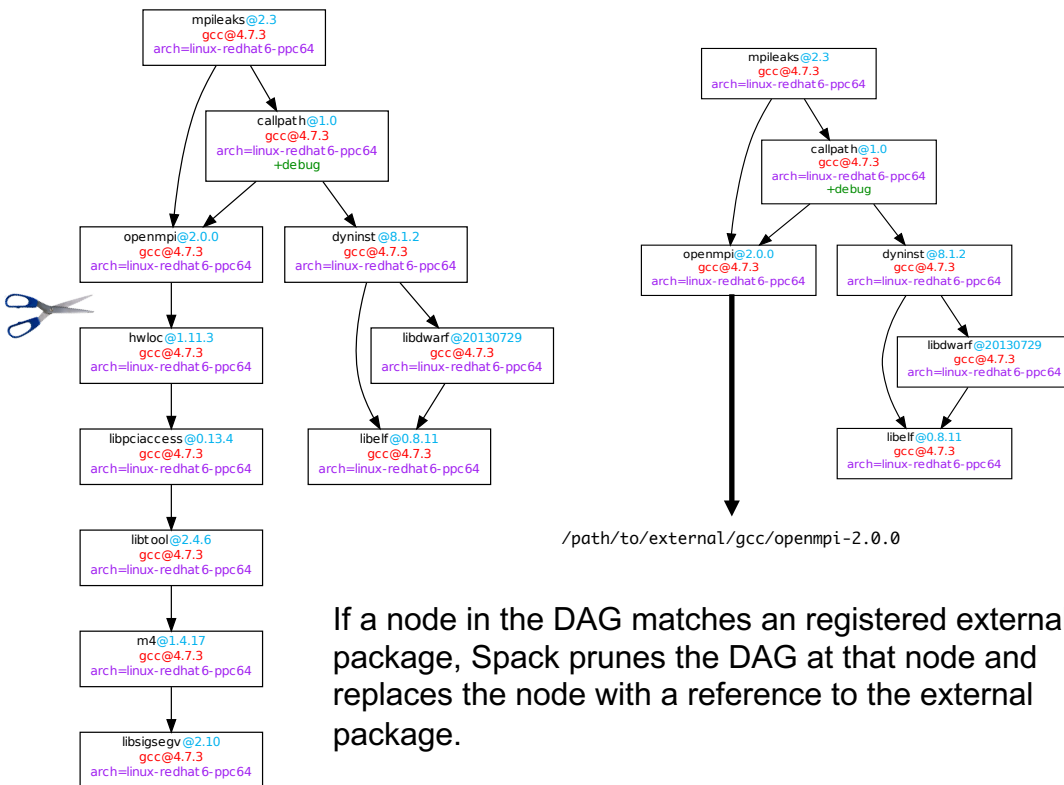 mpileaks@2.3
gcc@4.7.3
arch=linux-redhat6-ppc64
callpath@1.0
gcc@4.7.3
arch=linux-redhat6-ppc64
+debug
openmpi@2.0.0
gcc@4.7.3
arch=linux-redhat6-ppc64
dyninst@8.1.2
gcc@4.7.3
arch=linux-redhat6-ppc64
hwloc@1.11.3
gcc@4.7.3
arch=linux-redhat6-ppc64
libdwarf@20130729
gcc@4.7.3
arch=linux-redhat6-ppc64
libpciaccess@0.13.4
gcc@4.7.3
arch=linux-redhat6-ppc64
libelf@0.8.11
gcc@4.7.3
arch=linux-redhat6-ppc64
libtool@2.4.6
gcc@4.7.3
arch=linux-redhat6-ppc64
m4@1.4.17
gcc@4.7.3
arch=linux-redhat6-ppc64
libsigsegv@2.10
gcc@4.7.3
arch=linux-redhat6-ppc64
mpileaks@2.3
gcc@4.7.3
arch=linux-redhat6-ppc64
callpath@1.0
gcc@4.7.3
arch=linux-redhat6-ppc64
+debug
openmpi@2.0.0
gcc@4.7.3
arch=linux-redhat6-ppc64
dyninst@8.1.2
gcc@4.7.3
arch=linux-redhat6-ppc64
libdwarf@20130729
gcc@4.7.3
arch=linux-redhat6-ppc64
libelf@0.8.11
gcc@4.7.3
arch=linux-redhat6-ppc64
/path/to/external/gcc/openmpi-2.0.0
If a node in the DAG matches an registered externa
package, Spack prunes the DAG at that node and
replaces the node with a reference to the external
package.